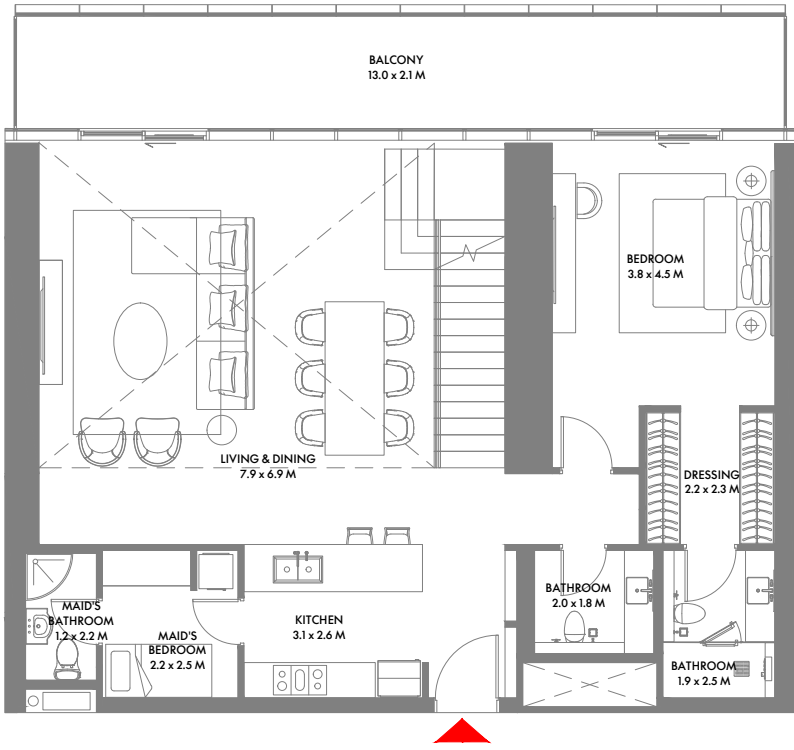 BALCONY
13.0 x 2.1 M
BEDROOM
3.8 x 4.5 M
LIVING & DINING
7.9 x 6.9 M
DRESSING
2.2 x 2.3 M
MAID'S
BATHROOM
1.2 x 2.2 M
MAID'S
BEDROOM
2.2 x 2.5 M
KITCHEN
3.1 x 2.6 M
BATHROOM
2.0 x 1.8 M
BATHROOM
1.9 x 2.5 M